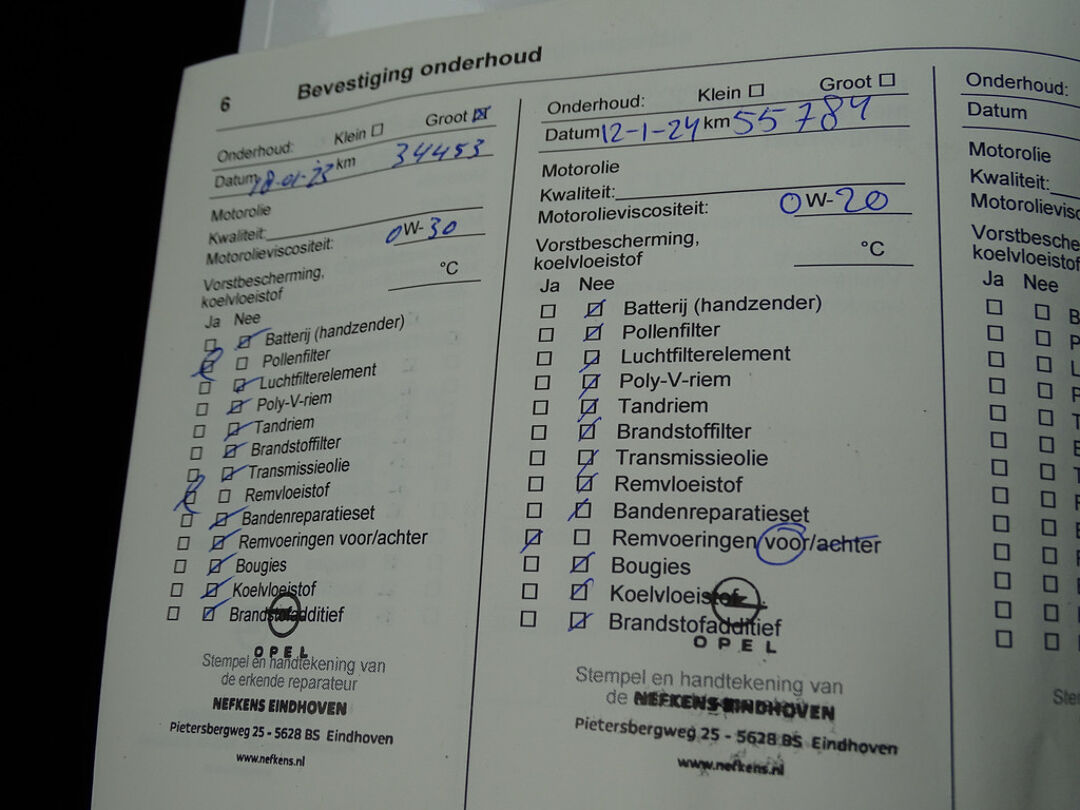 6 Bevestiging onderhoud
Onderhoud: Klein Groot
Datum 18-01-'23 km 34453
Motorolie
Kwaliteit:
Motorolieviscositeit: 0W-30
Vorstbescherming,
koelvloeistof °C
Ja Nee
Batterij (handzender)
Pollenfilter
Luchtfilterelement
Poly-V-riem
Tandriem
Brandstoffilter
Transmissieolie
Remvloeistof
Bandenreparatieset
Remvoeringen voor/achter
Bougies
Koelvloeistof
Brandstofadditief
OPEL
Stempel en handtekening van
de erkende reparateur
NEFKENS EINDHOVEN
Pietersbergweg 25 - 5628 BS Eindhoven
www.nefkens.nl
Onderhoud: Klein Groot
Datum 12-1-24 km 55789
Motorolie
Kwaliteit:
Motorolieviscositeit: 0W-20
Vorstbescherming,
koelvloeistof °C
Ja Nee
Batterij (handzender)
Pollenfilter
Luchtfilterelement
Poly-V-riem
Tandriem
Brandstoffilter
Transmissieolie
Remvloeistof
Bandenreparatieset
Remvoeringen voor/achter
Bougies
Koelvloeistof
Brandstofadditief
OPEL
Stempel en handtekening van
de NEFKENS EINDHOVEN
Pietersbergweg 25 - 5628 BS Eindhoven
www.nefkens.nl
Onderhoud:
Datum
Motorolie
Kwaliteit:
Motorolievisc
Vorstbesche
koelvloeistof
Ja Nee
B
P
L
P
T
B
T
R
B
Ste